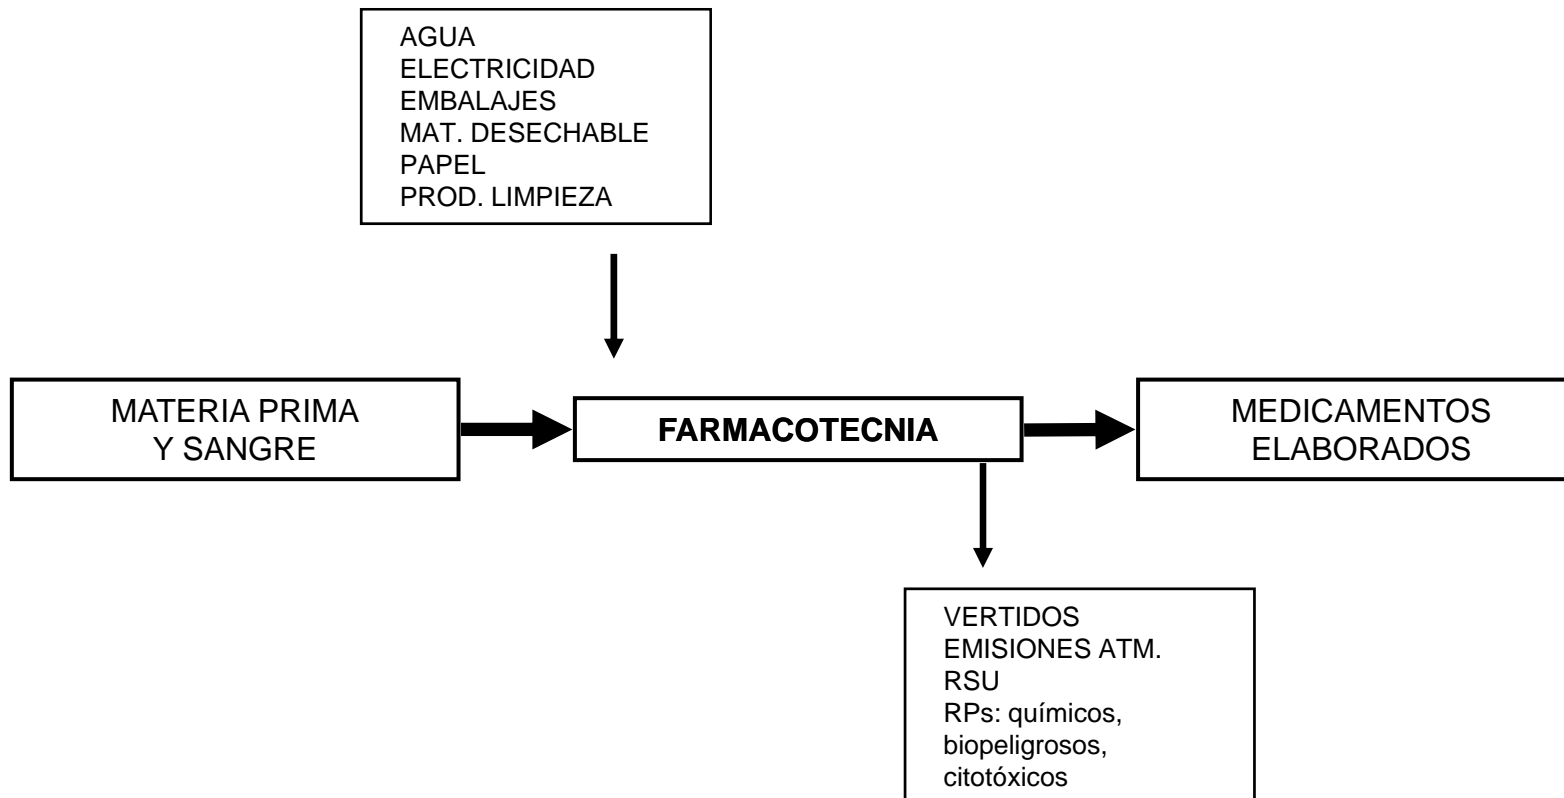 AGUA
ELECTRICIDAD
EMBALAJES
MAT. DESECHABLE
PAPEL
PROD. LIMPIEZA
MATERIA PRIMA
Y SANGRE
FARMACOTECNIA
MEDICAMENTOS
ELABORADOS
VERTIDOS
EMISIONES ATM.
RSU
RPs: químicos,
biopeligrosos,
citotóxicos